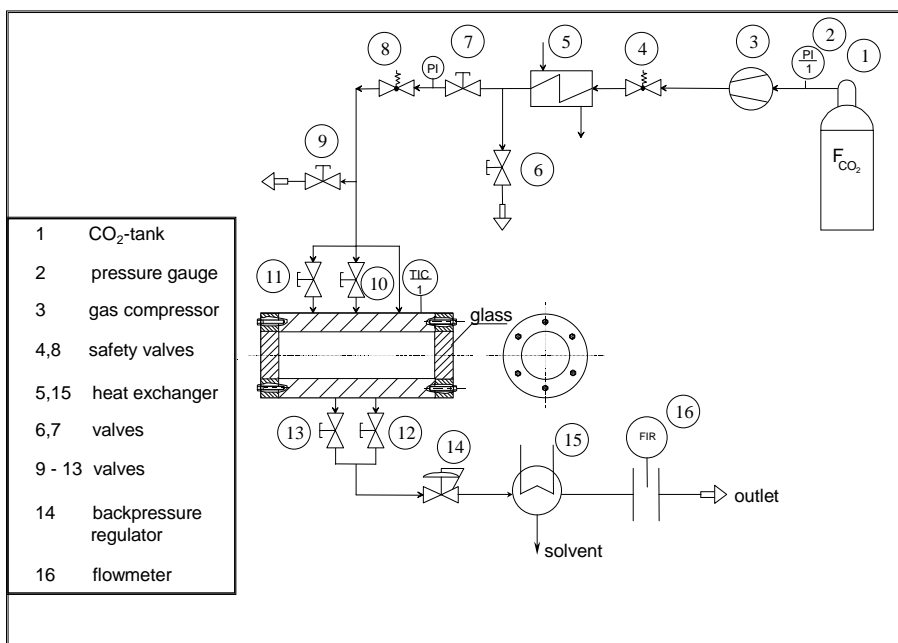 8
7
5
4
3
2
1
PI
PI
1
F_CO₂
9
6
11
10
TIC
1
glass
13
12
14
15
16
FIR
outlet
solvent
1 CO₂-tank
2 pressure gauge
3 gas compressor
4,8 safety valves
5,15 heat exchanger
6,7 valves
9 - 13 valves
14 backpressure
regulator
16 flowmeter